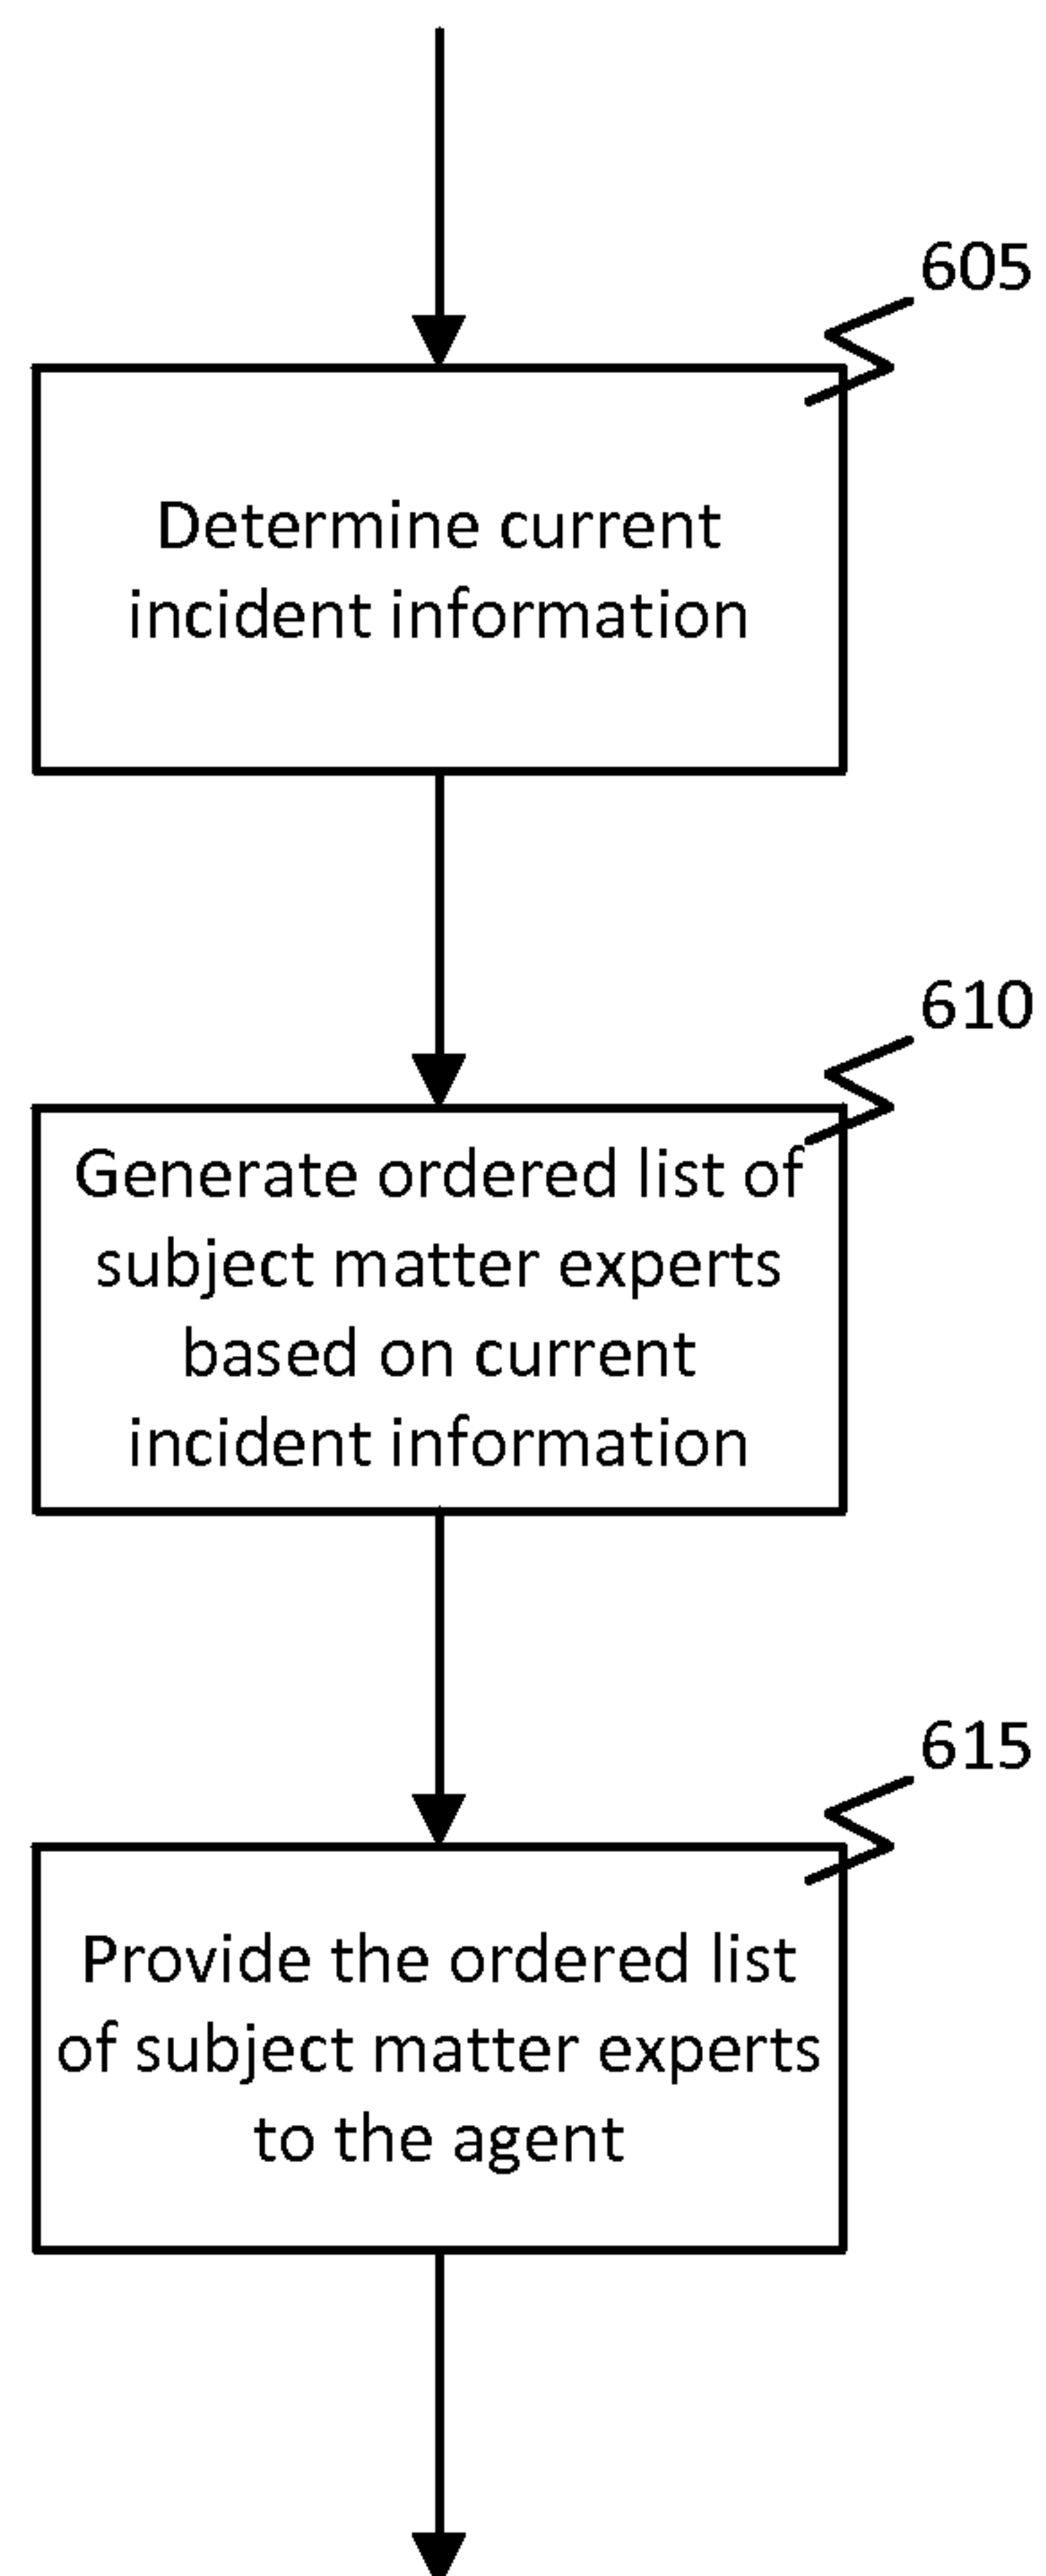 605
Determine current
incident information
610
Generate ordered list of
subject matter experts
based on current
incident information
615
Provide the ordered list
of subject matter experts
to the agent